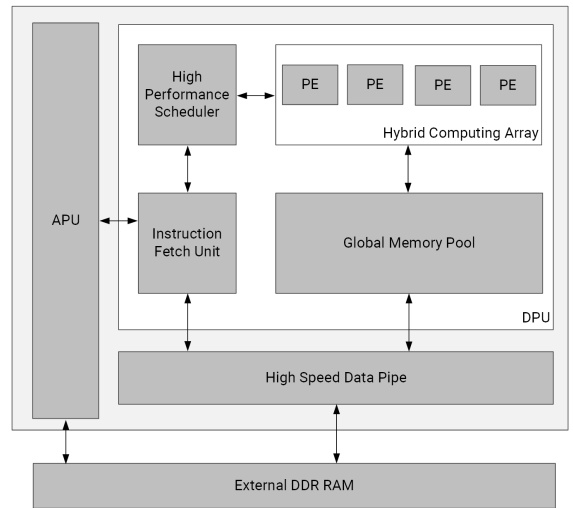 High
Performance
Scheduler
PE
PE
PE
PE
Hybrid Computing Array
APU
Instruction
Fetch Unit
Global Memory Pool
DPU
High Speed Data Pipe
External DDR RAM